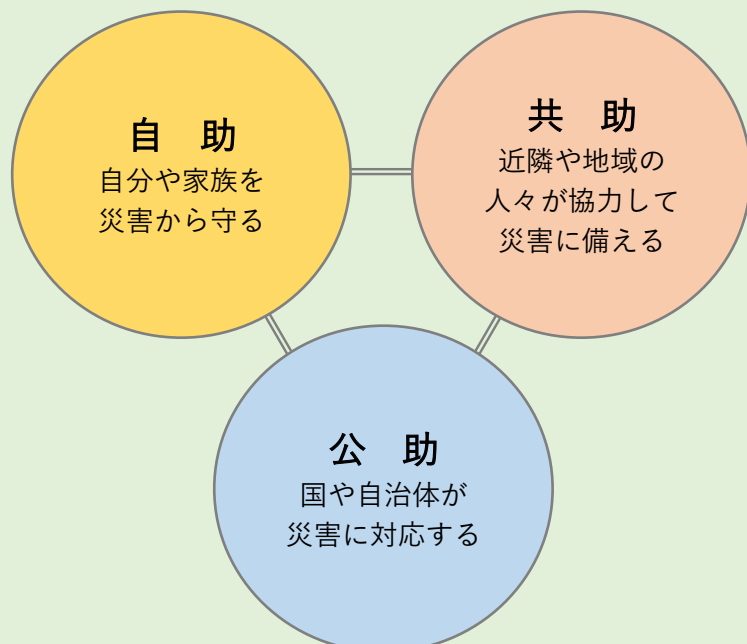 自　助
自分や家族を
災害から守る
共　助
近隣や地域の
人々が協力して
災害に備える
公　助
国や自治体が
災害に対応する